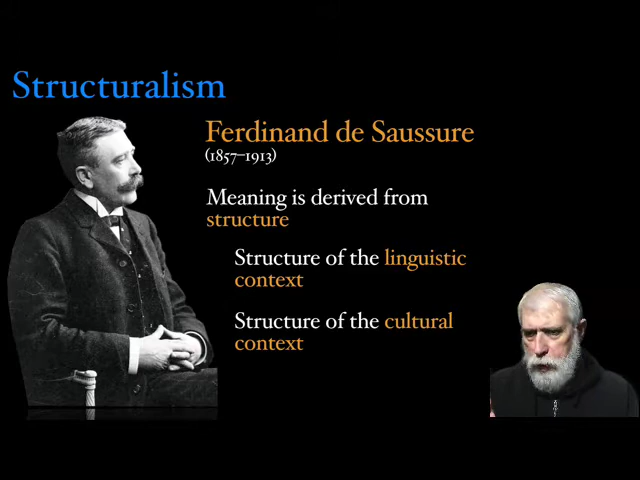 Structuralism
Ferdinand de Saussure
(1857–1913)
Meaning is derived from
structure
Structure of the linguistic
context
Structure of the cultural
context